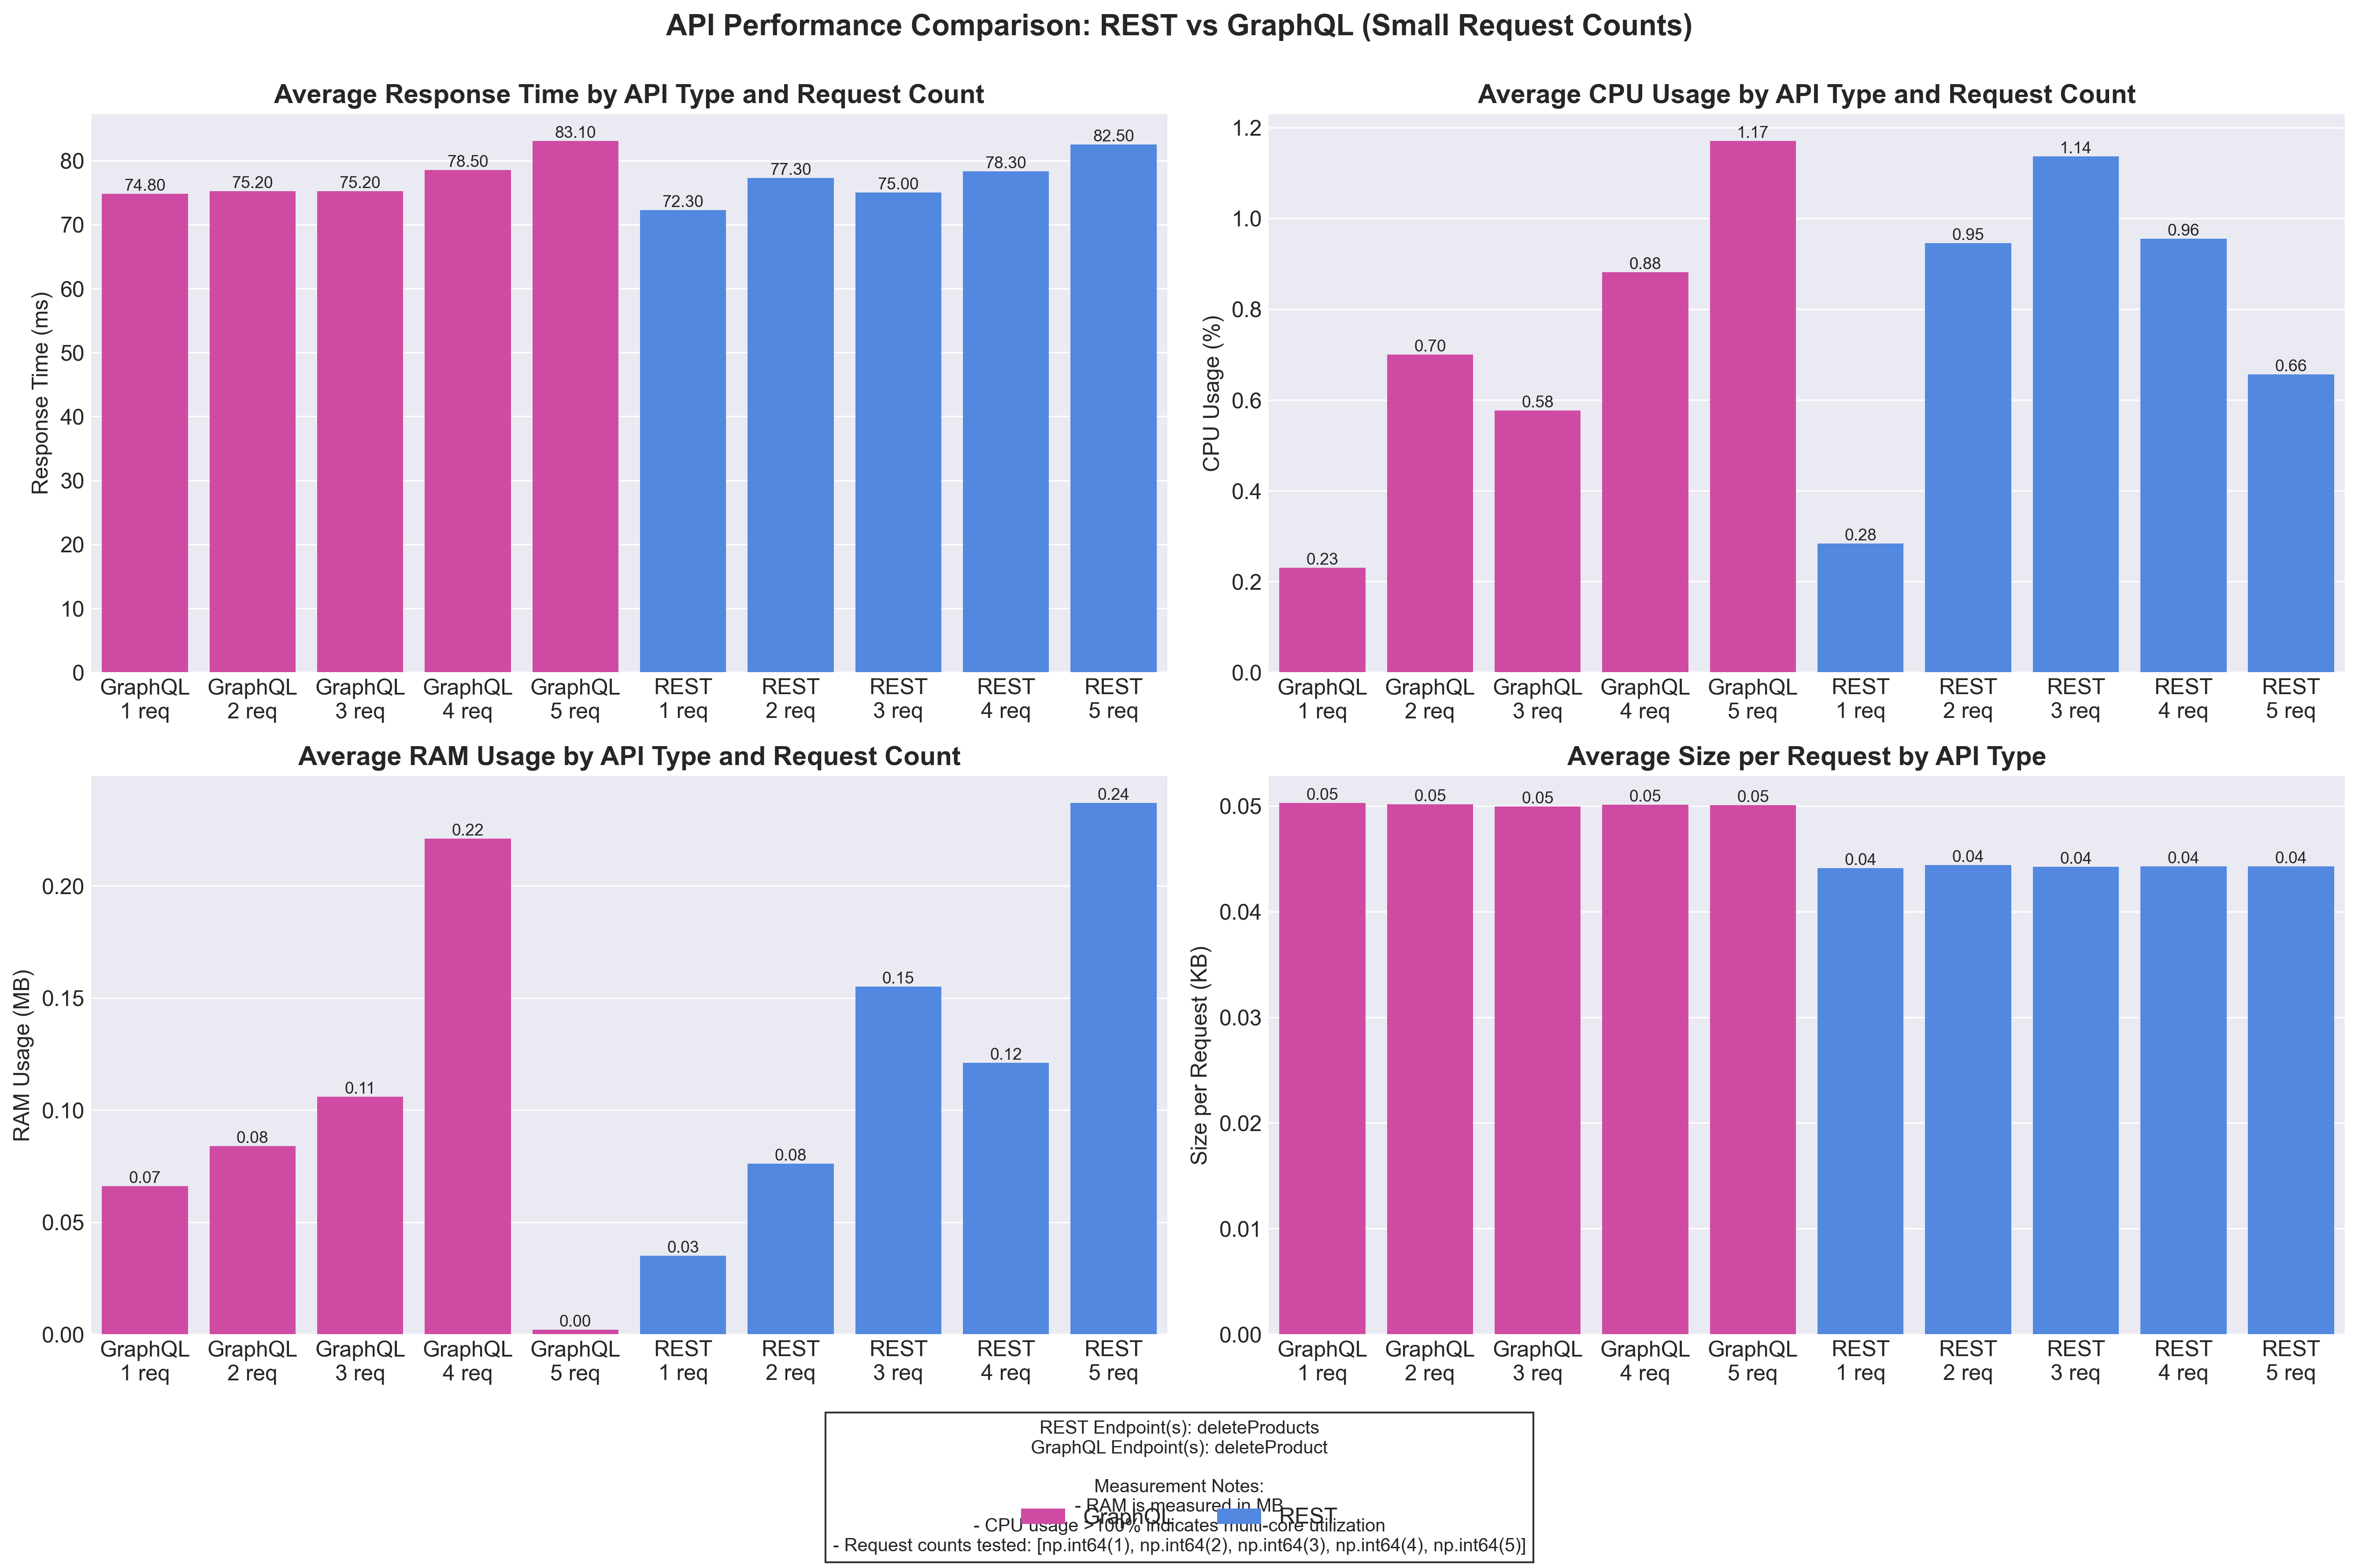 API Performance Comparison: REST vs GraphQL (Small Request Counts)
Average Response Time by API Type and Request Count
Response Time (ms)
80
70
60
50
40
30
20
10
0
74.80
75.20
75.20
78.50
83.10
72.30
77.30
75.00
78.30
82.50
GraphQL
1 req
GraphQL
2 req
GraphQL
3 req
GraphQL
4 req
GraphQL
5 req
REST
1 req
REST
2 req
REST
3 req
REST
4 req
REST
5 req
Average CPU Usage by API Type and Request Count
CPU Usage (%)
1.2
1.0
0.8
0.6
0.4
0.2
0.0
0.23
0.70
0.58
0.88
1.17
0.28
0.95
1.14
0.96
0.66
GraphQL
1 req
GraphQL
2 req
GraphQL
3 req
GraphQL
4 req
GraphQL
5 req
REST
1 req
REST
2 req
REST
3 req
REST
4 req
REST
5 req
Average RAM Usage by API Type and Request Count
RAM Usage (MB)
0.20
0.15
0.10
0.05
0.00
0.07
0.08
0.11
0.22
0.00
0.03
0.08
0.15
0.12
0.24
GraphQL
1 req
GraphQL
2 req
GraphQL
3 req
GraphQL
4 req
GraphQL
5 req
REST
1 req
REST
2 req
REST
3 req
REST
4 req
REST
5 req
Average Size per Request by API Type
Size per Request (KB)
0.05
0.04
0.03
0.02
0.01
0.00
0.05
0.05
0.05
0.05
0.05
0.04
0.04
0.04
0.04
0.04
GraphQL
1 req
GraphQL
2 req
GraphQL
3 req
GraphQL
4 req
GraphQL
5 req
REST
1 req
REST
2 req
REST
3 req
REST
4 req
REST
5 req
REST Endpoint(s): deleteProducts
GraphQL Endpoint(s): deleteProduct
Measurement Notes:
- RAM is measured in MB
GraphQL
REST
- CPU usage >100% indicates multi-core utilization
- Request counts tested: [np.int64(1), np.int64(2), np.int64(3), np.int64(4), np.int64(5)]